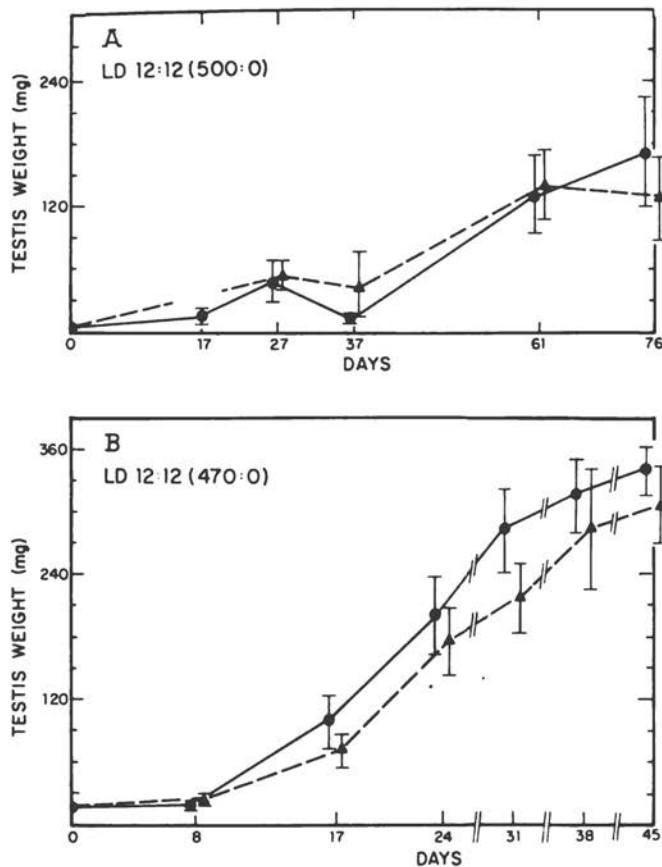 A
LD 12:12 (500:0)
TESTIS WEIGHT (mg)
240
120
0 17 27 37 61 76
DAYS
B
LD 12:12 (470:0)
TESTIS WEIGHT (mg)
360
240
120
0 8 17 24 31 38 45
DAYS